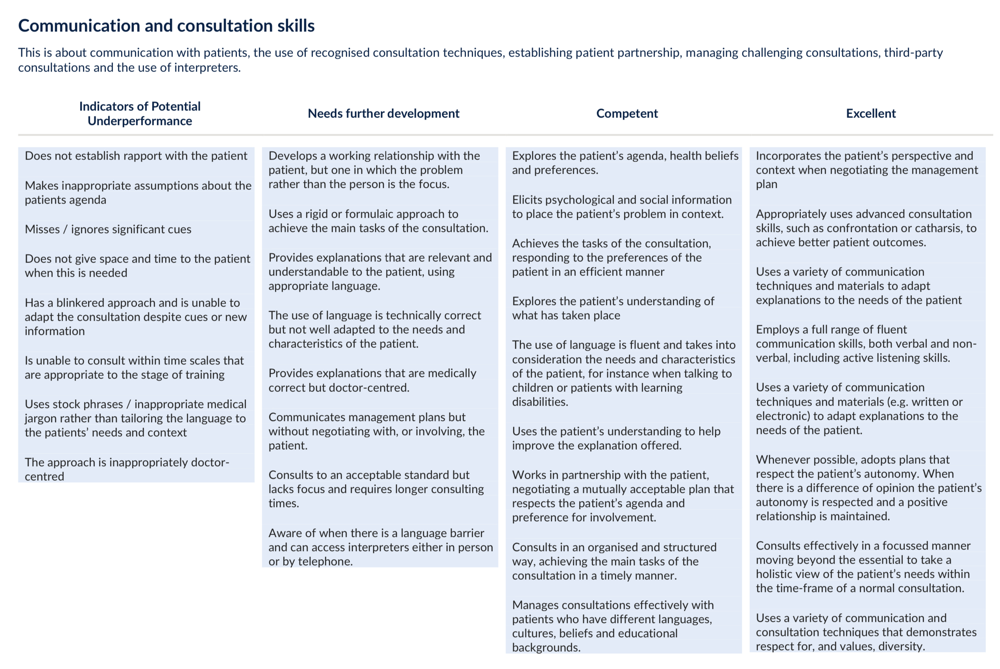 Communication and consultation skills
This is about communication with patients, the use of recognised consultation techniques, establishing patient partnership, managing challenging consultations, third-party
consultations and the use of interpreters.
Indicators of Potential
Underperformance
Needs further development
Competent
Excellent
Does not establish rapport with the patient
Makes inappropriate assumptions about the
patients agenda
Misses / ignores significant cues
Does not give space and time to the patient
when this is needed
Has a blinkered approach and is unable to
adapt the consultation despite cues or new
information
Is unable to consult within time scales that
are appropriate to the stage of training
Uses stock phrases / inappropriate medical
jargon rather than tailoring the language to
the patients’ needs and context
The approach is inappropriately doctor-
centred
Develops a working relationship with the
patient, but one in which the problem
rather than the person is the focus.
Uses a rigid or formulaic approach to
achieve the main tasks of the consultation.
Provides explanations that are relevant and
understandable to the patient, using
appropriate language.
The use of language is technically correct
but not well adapted to the needs and
characteristics of the patient.
Provides explanations that are medically
correct but doctor-centred.
Communicates management plans but
without negotiating with, or involving, the
patient.
Consults to an acceptable standard but
lacks focus and requires longer consulting
times.
Aware of when there is a language barrier
and can access interpreters either in person
or by telephone.
Explores the patient’s agenda, health beliefs
and preferences.
Elicits psychological and social information
to place the patient’s problem in context.
Achieves the tasks of the consultation,
responding to the preferences of the
patient in an efficient manner
Explores the patient’s understanding of
what has taken place
The use of language is fluent and takes into
consideration the needs and characteristics
of the patient, for instance when talking to
children or patients with learning
disabilities.
Uses the patient’s understanding to help
improve the explanation offered.
Works in partnership with the patient,
negotiating a mutually acceptable plan that
respects the patient’s agenda and
preference for involvement.
Consults in an organised and structured
way, achieving the main tasks of the
consultation in a timely manner.
Manages consultations effectively with
patients who have different languages,
cultures, beliefs and educational
backgrounds.
Incorporates the patient’s perspective and
context when negotiating the management
plan
Appropriately uses advanced consultation
skills, such as confrontation or catharsis, to
achieve better patient outcomes.
Uses a variety of communication
techniques and materials to adapt
explanations to the needs of the patient
Employs a full range of fluent
communication skills, both verbal and non-
verbal, including active listening skills.
Uses a variety of communication
techniques and materials (e.g. written or
electronic) to adapt explanations to the
needs of the patient.
Whenever possible, adopts plans that
respect the patient’s autonomy. When
there is a difference of opinion the patient’s
autonomy is respected and a positive
relationship is maintained.
Consults effectively in a focussed manner
moving beyond the essential to take a
holistic view of the patient’s needs within
the time-frame of a normal consultation.
Uses a variety of communication and
consultation techniques that demonstrates
respect for, and values, diversity.